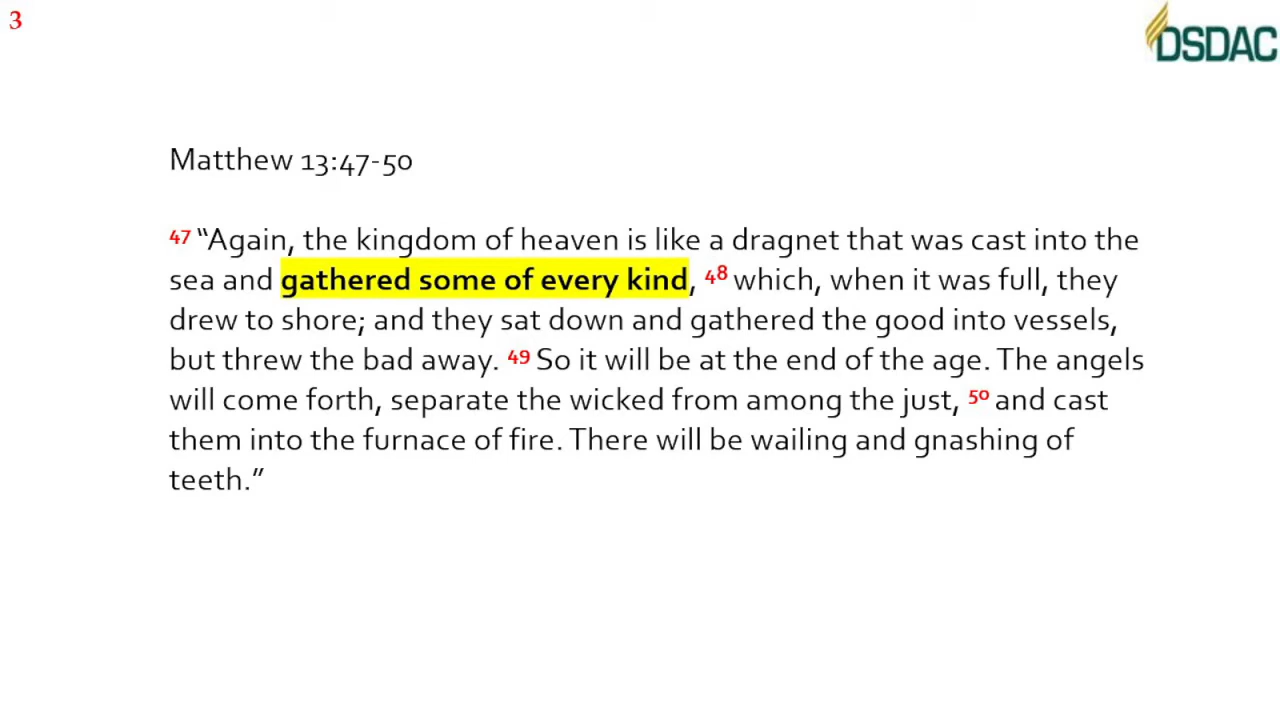 3
DSDAC
Matthew 13:47-50
47 “Again, the kingdom of heaven is like a dragnet that was cast into the
sea and gathered some of every kind, 48 which, when it was full, they
drew to shore; and they sat down and gathered the good into vessels,
but threw the bad away. 49 So it will be at the end of the age. The angels
will come forth, separate the wicked from among the just, 50 and cast
them into the furnace of fire. There will be wailing and gnashing of
teeth.”